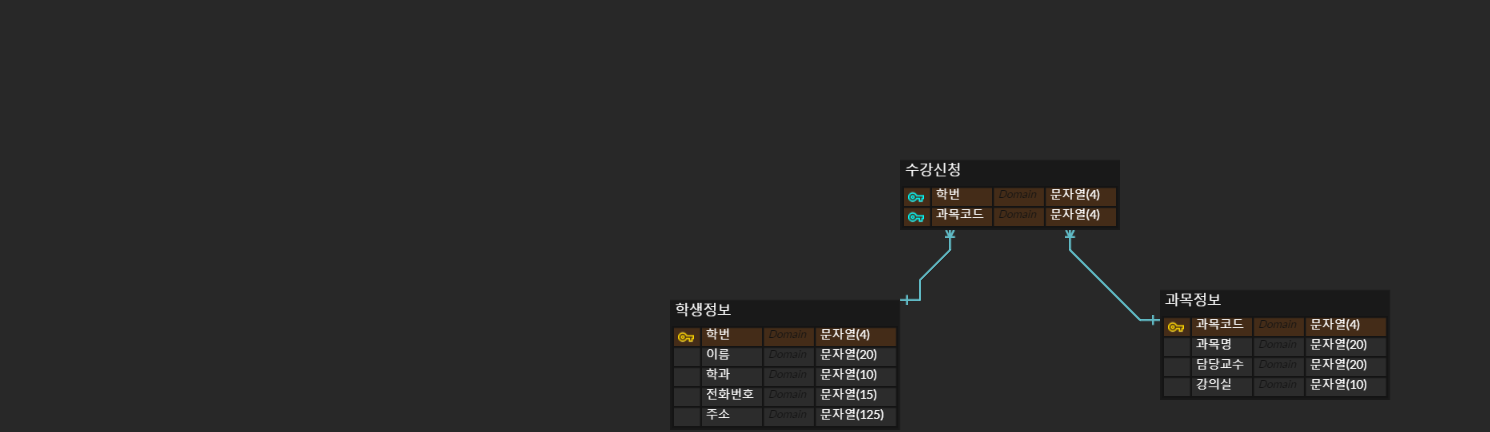 수강신청
학번 Domain 문자열(4)
과목코드 Domain 문자열(4)
학생정보
학번 Domain 문자열(4)
이름 Domain 문자열(20)
학과 Domain 문자열(10)
전화번호 Domain 문자열(15)
주소 Domain 문자열(125)
과목정보
과목코드 Domain 문자열(4)
과목명 Domain 문자열(20)
담당교수 Domain 문자열(20)
강의실 Domain 문자열(10)